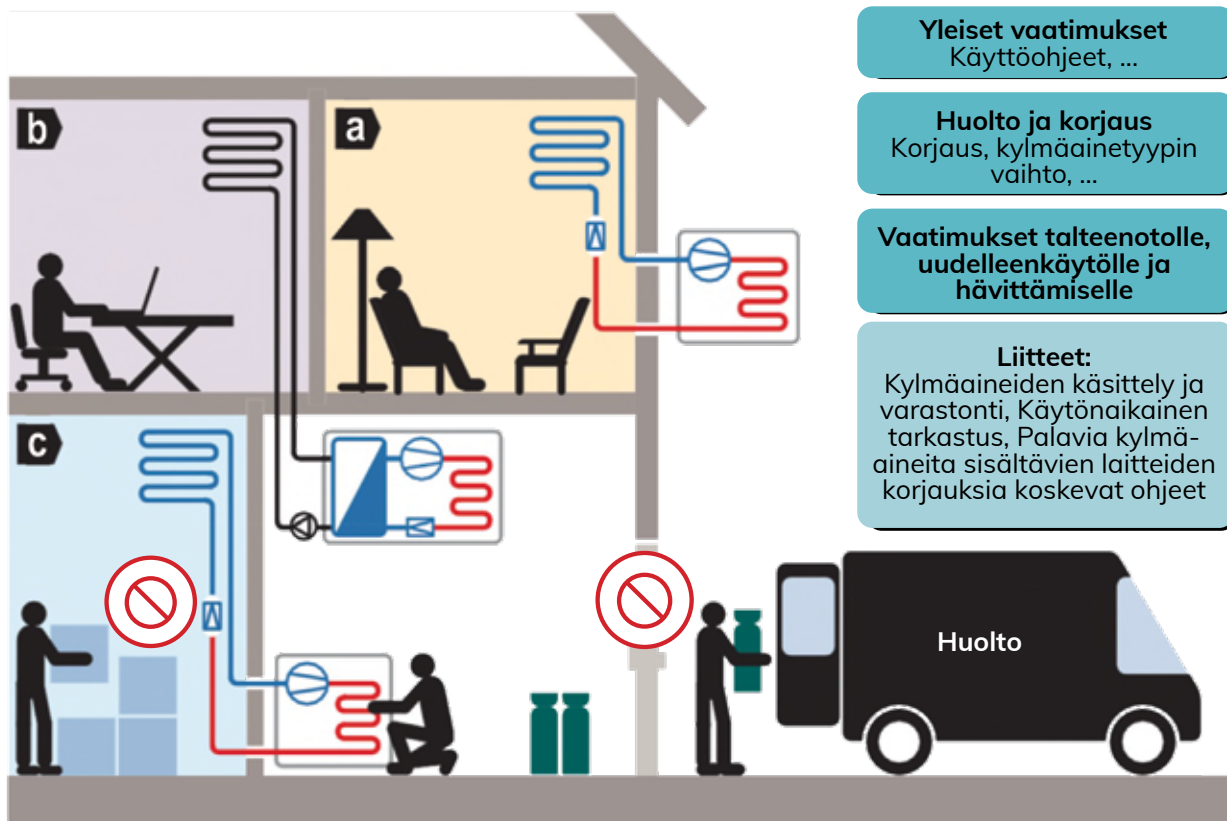 Yleiset vaatimukset
Käyttöohjeet, ...
Huolto ja korjaus
Korjaus, kylmäainetyypin
vaihto, ...
Vaatimukset talteenotolle,
uudelleenkäytölle ja
hävittämiselle
Liitteet:
Kylmäaineiden käsittely ja
varastonti, Käytönaikainen
tarkastus, Palavia kylmä-
aineita sisältävien laitteiden
korjauksia koskevat ohjeet
b
a
c
Huolto